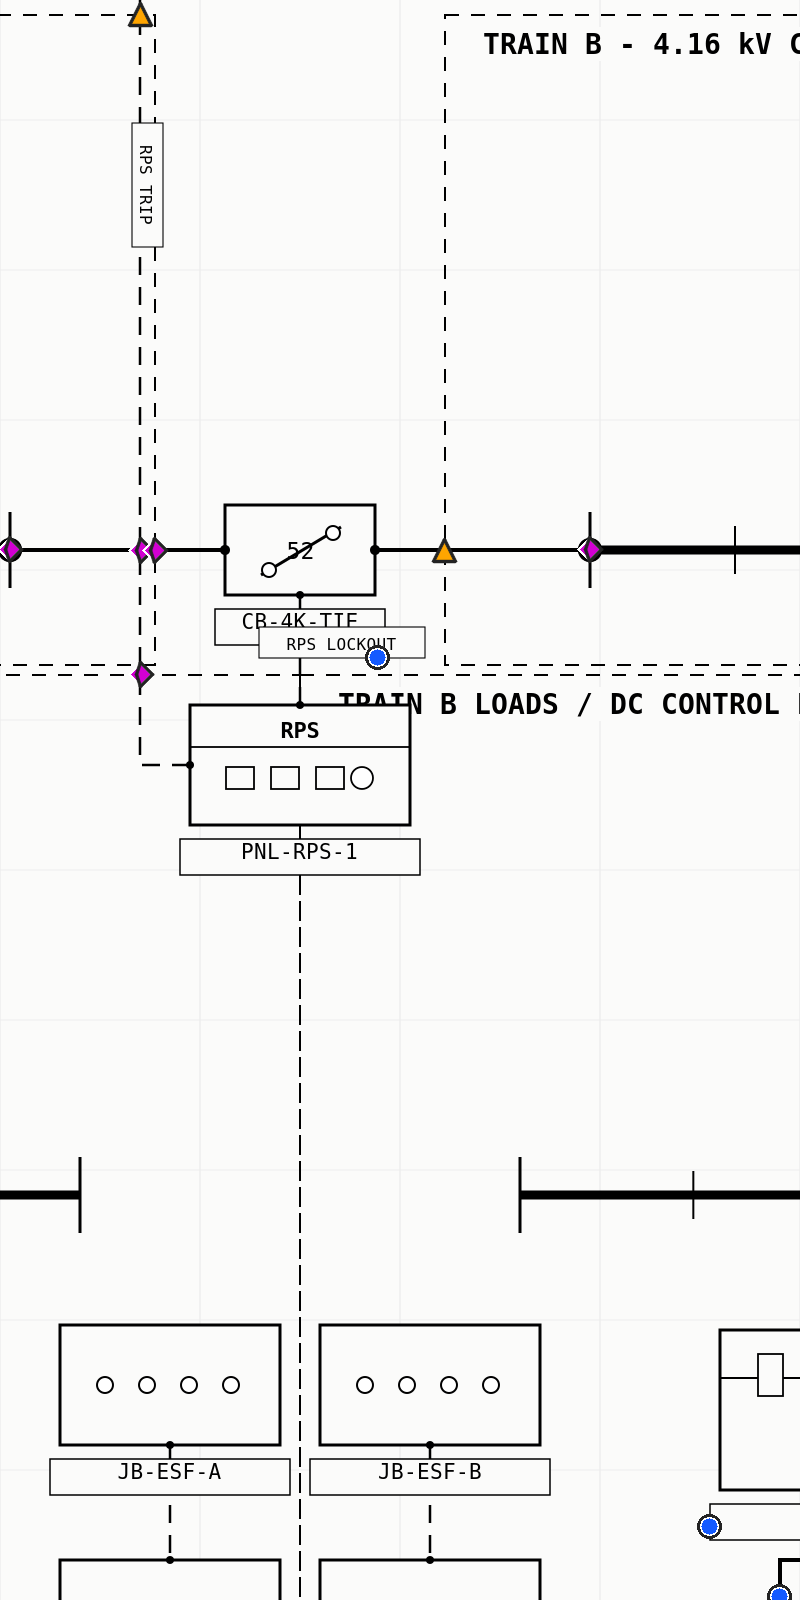 TRAIN B - 4.16 kV
RPS TRIP
52
CB-4K-TIE
RPS LOCKOUT
TRAIN B LOADS / DC CONTROL
RPS
PNL-RPS-1
JB-ESF-A
JB-ESF-B